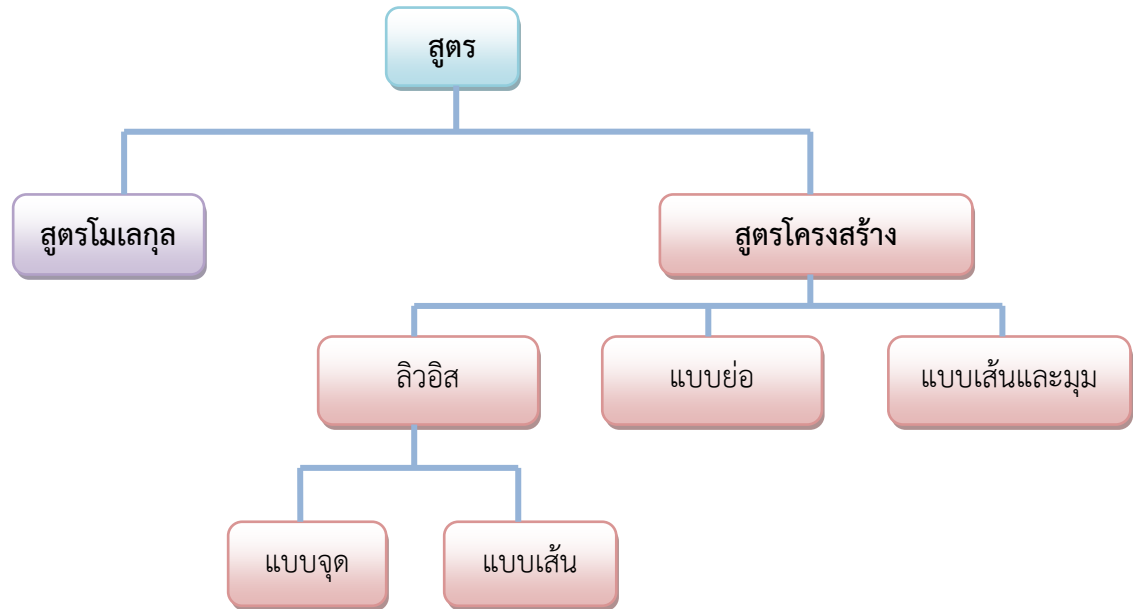 สูตร
สูตรโมเลกุล
สูตรโครงสร้าง
ลิวอิส
แบบย่อ
แบบเส้นและมุม
แบบจุด
แบบเส้น